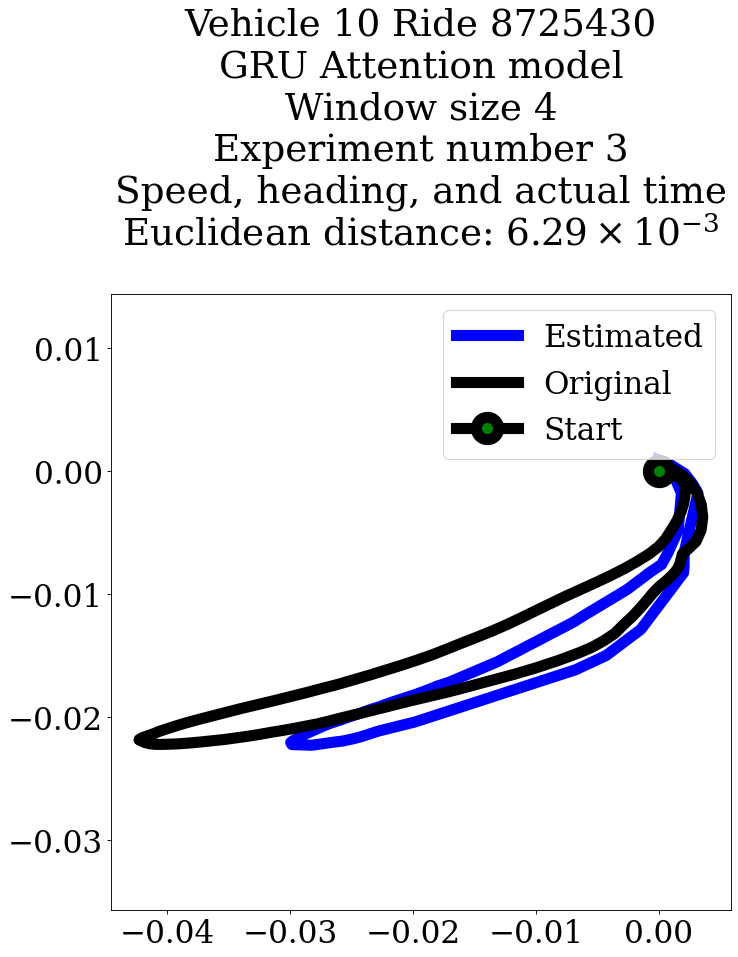 Vehicle 10 Ride 8725430
GRU Attention model
Window size 4
Experiment number 3
Speed, heading, and actual time
Euclidean distance: 6.29 × 10⁻³
Estimated
Original
Start
0.01
0.00
−0.01
−0.02
−0.03
−0.04 −0.03 −0.02 −0.01 0.00